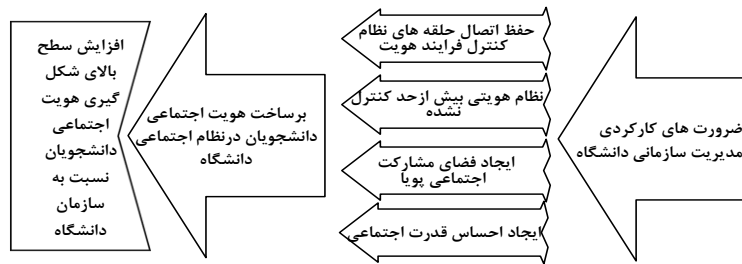 ضرورت های کارکردی
مدیریت سازمانی دانشگاه
حفظ اتصال حلقه های نظام
کنترل فرایند هویت
نظام هویتی بیش ازحد کنترل
نشده
ایجاد فضای مشارکت
اجتماعی پویا
ایجاد احساس قدرت اجتماعی
برساخت هویت اجتماعی
دانشجویان درنظام اجتماعی
دانشگاه
افزایش سطح
بالای شکل
گیری هویت
اجتماعی
دانشجویان
نسبت به
سازمان
دانشگاه